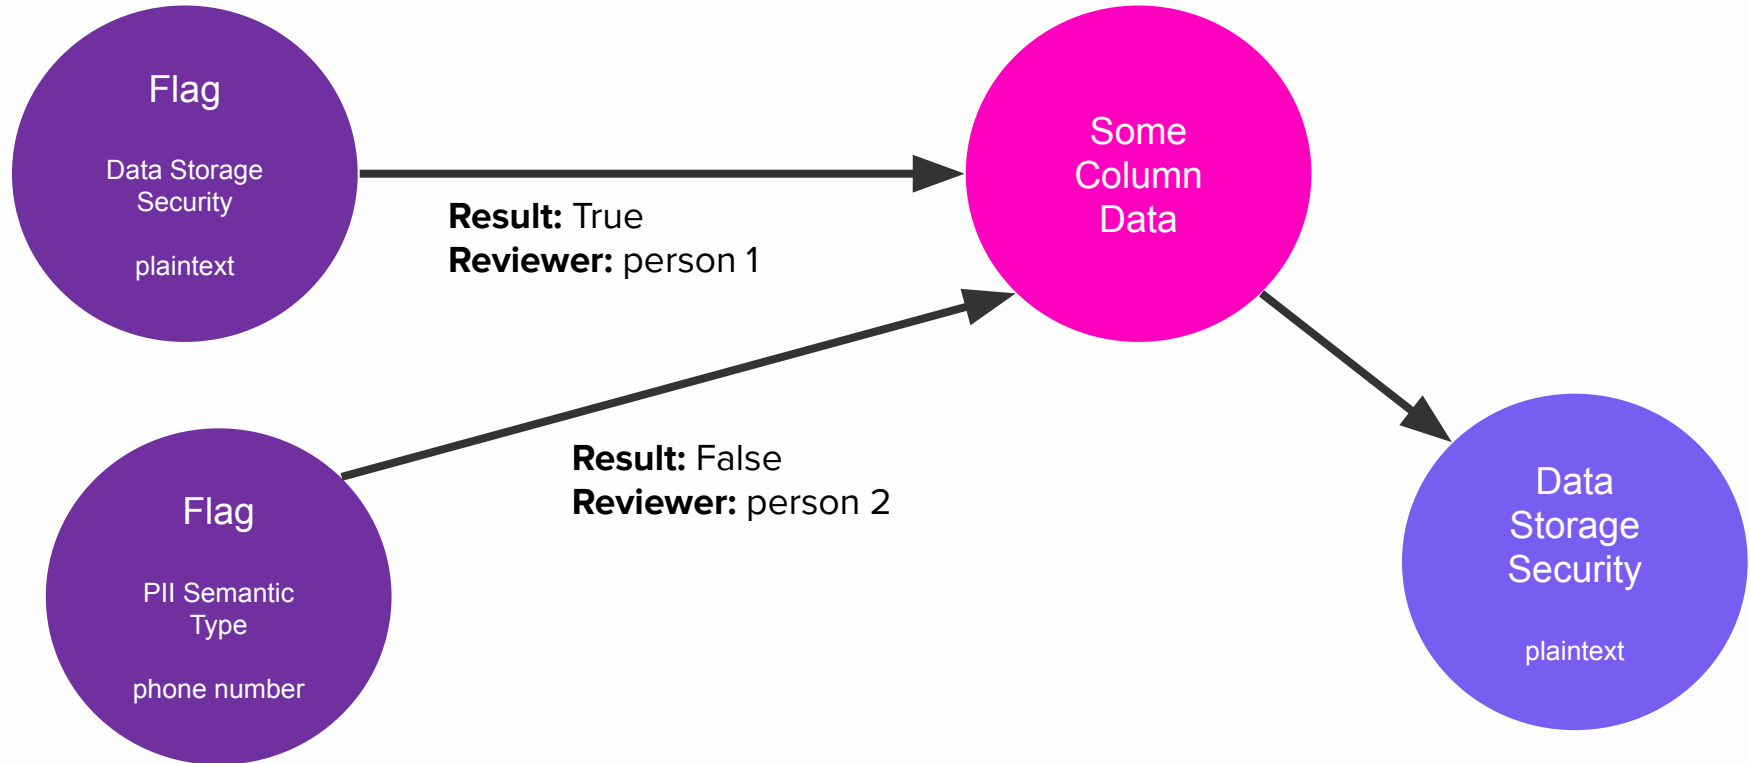 Flag
Data Storage
Security
plaintext
Result: True
Reviewer: person 1
Some
Column
Data
Flag
PII Semantic
Type
phone number
Result: False
Reviewer: person 2
Data
Storage
Security
plaintext